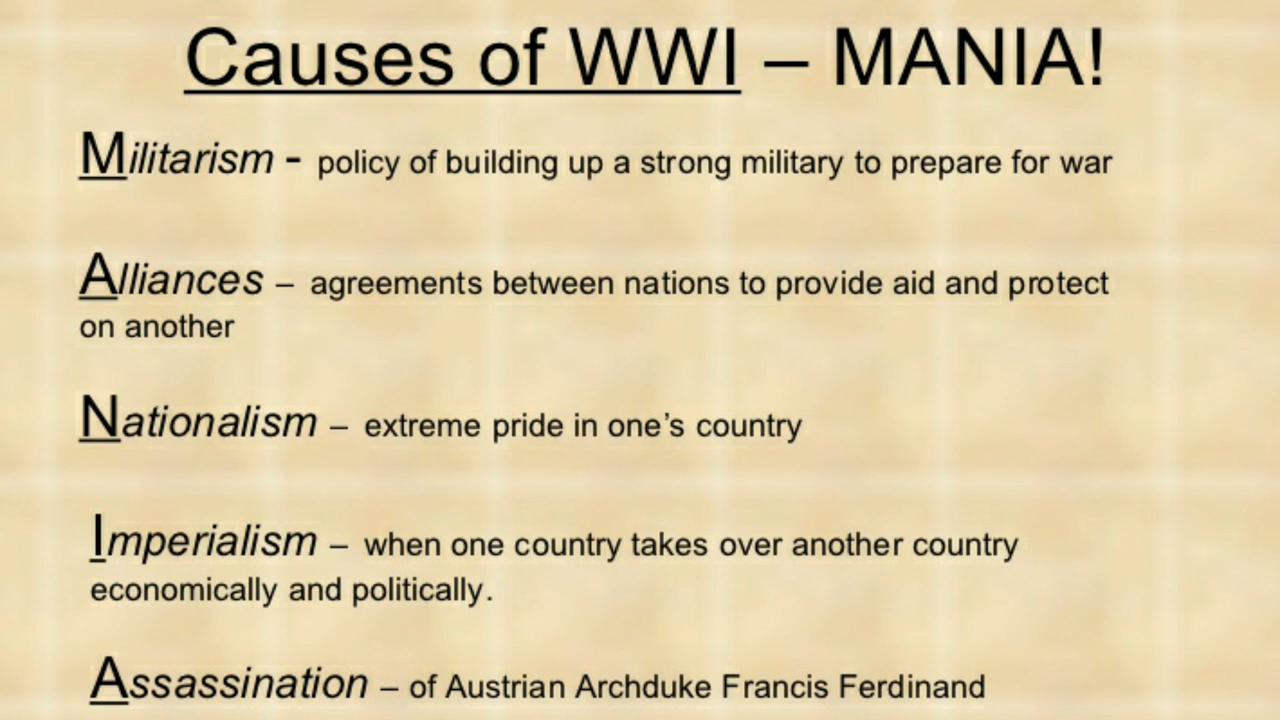 Causes of WWI – MANIA!
Militarism - policy of building up a strong military to prepare for war
Alliances – agreements between nations to provide aid and protect
on another
Nationalism – extreme pride in one’s country
Imperialism – when one country takes over another country
economically and politically.
Assassination – of Austrian Archduke Francis Ferdinand